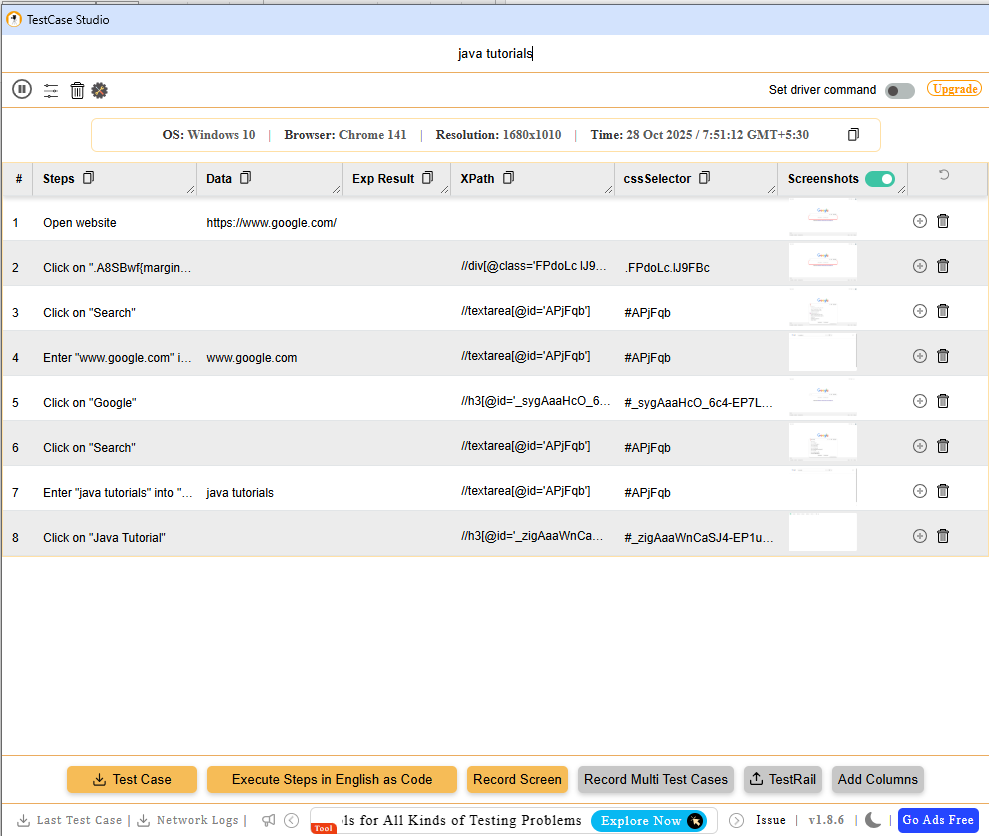 TestCase Studio
java tutorials
Set driver command Upgrade
OS: Windows 10 | Browser: Chrome 141 | Resolution: 1680x1010 | Time: 28 Oct 2025 / 7:51:12 GMT+5:30
# Steps Data Exp Result XPath cssSelector Screenshots
1 Open website https://www.google.com/
2 Click on ".A8SBwf{margin... //div[@class='FPdoLc lJ9... .FPdoLc.lJ9FBc
3 Click on "Search" //textarea[@id='APjFqb'] #APjFqb
4 Enter "www.google.com" i... www.google.com //textarea[@id='APjFqb'] #APjFqb
5 Click on "Google" //h3[@id='_sygAaaHcO_6... #_sygAaaHcO_6c4-EP7L...
6 Click on "Search" //textarea[@id='APjFqb'] #APjFqb
7 Enter "java tutorials" into "... java tutorials //textarea[@id='APjFqb'] #APjFqb
8 Click on "Java Tutorial" //h3[@id='_zigAaaWnCa... #_zigAaaWnCaSJ4-EP1u...
Test Case Execute Steps in English as Code Record Screen Record Multi Test Cases TestRail Add Columns
Last Test Case | Network Logs | Tool ls for All Kinds of Testing Problems Explore Now Issue | v1.8.6 | | Go Ads Free